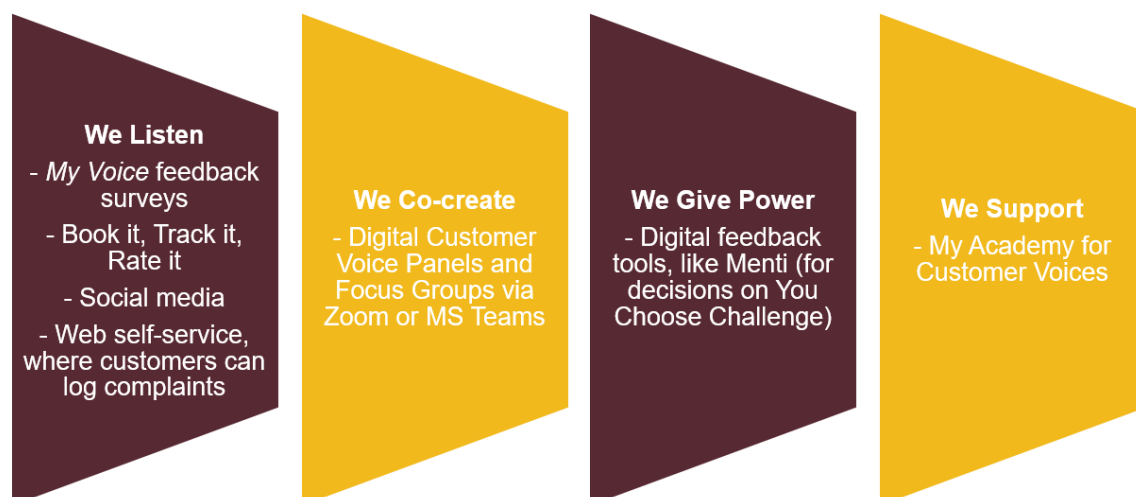 We Listen
- My Voice feedback
surveys
- Book it, Track it,
Rate it
- Social media
- Web self-service,
where customers can
log complaints
We Co-create
- Digital Customer
Voice Panels and
Focus Groups via
Zoom or MS Teams
We Give Power
- Digital feedback
tools, like Menti (for
decisions on You
Choose Challenge)
We Support
- My Academy for
Customer Voices